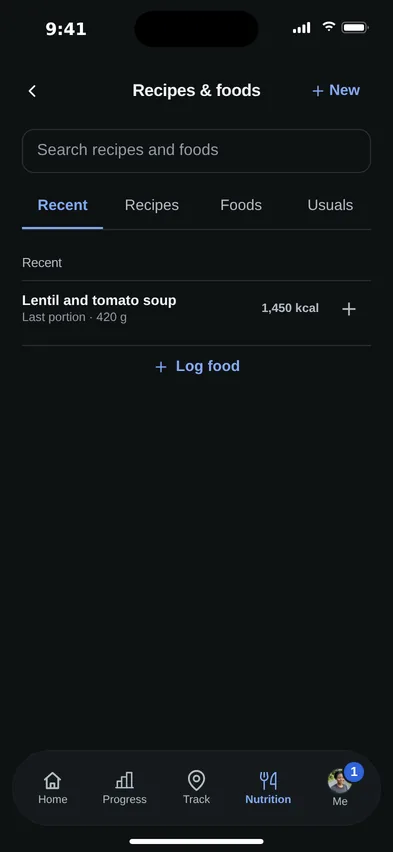 9:41
Recipes & foods
+ New
Search recipes and foods
Recent Recipes Foods Usuals
Recent
Lentil and tomato soup
1,450 kcal
Last portion · 420 g
+ Log food
1
Home Progress Track Nutrition Me